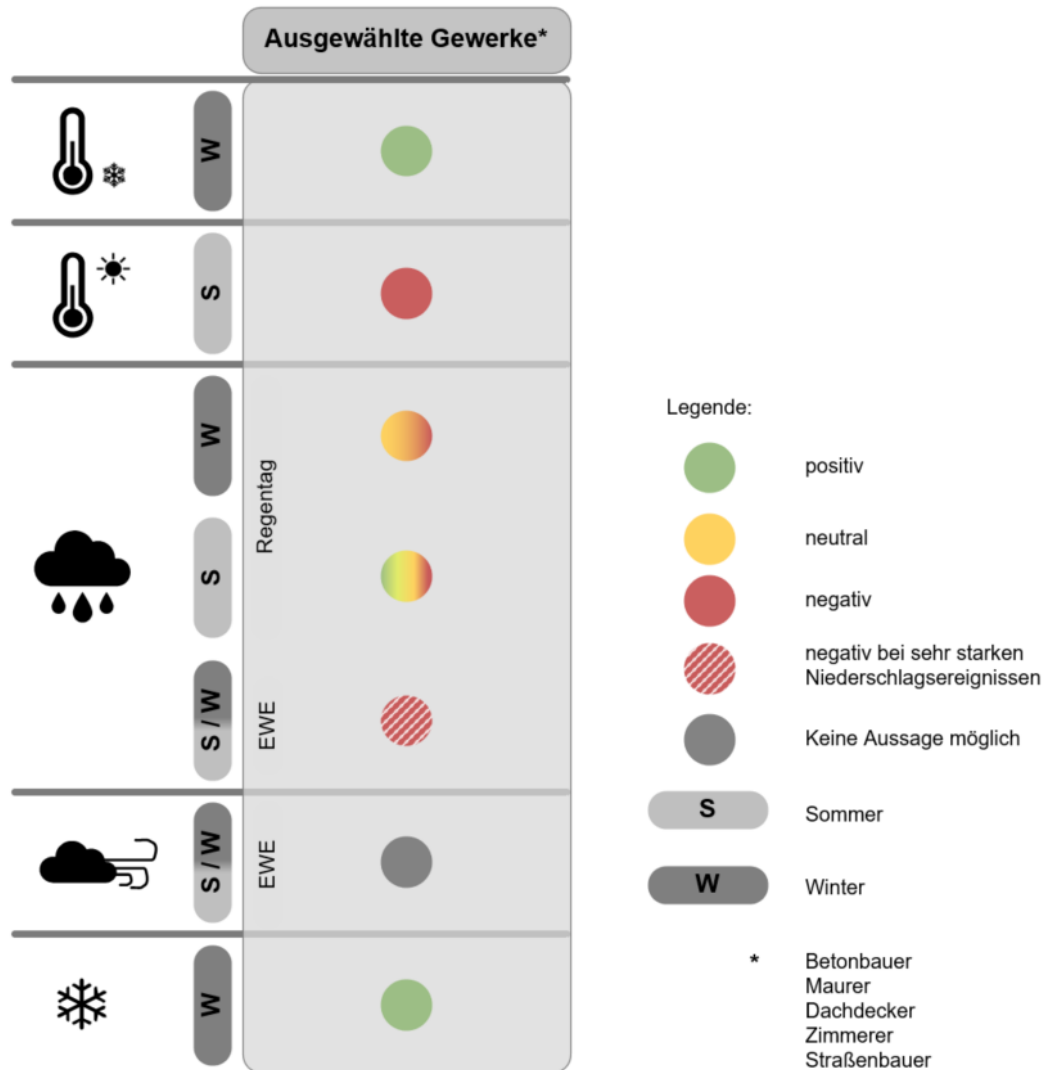 Ausgewählte Gewerke*
W
S
W
Regentag
S
S / W
EWE
S / W
EWE
W
Legende:
positiv
neutral
negativ
negativ bei sehr starken
Niederschlagsereignissen
Keine Aussage möglich
S
Sommer
W
Winter
* Betonbauer
Maurer
Dachdecker
Zimmerer
Straßenbauer